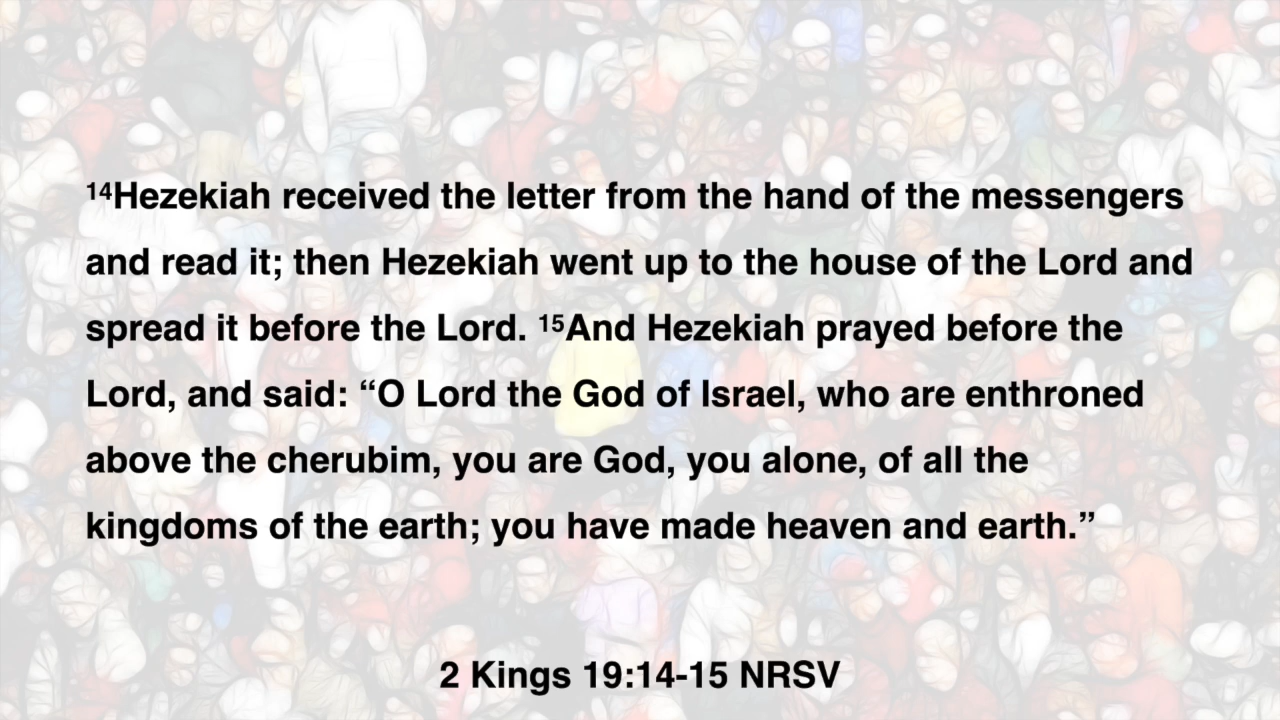 ¹⁴Hezekiah received the letter from the hand of the messengers
and read it; then Hezekiah went up to the house of the Lord and
spread it before the Lord. ¹⁵And Hezekiah prayed before the
Lord, and said: “O Lord the God of Israel, who are enthroned
above the cherubim, you are God, you alone, of all the
kingdoms of the earth; you have made heaven and earth.”
2 Kings 19:14-15 NRSV